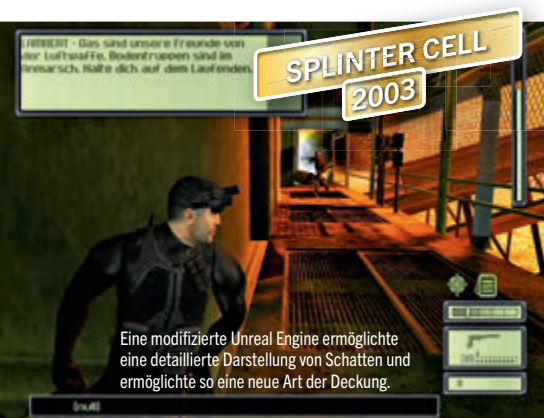 LAMBERT - Das sind unsere Freunde von
der Luftwaffe. Bodentruppen sind im
Anmarsch. Halte dich auf dem Laufenden.
SPLINTER CELL
2003
Eine modifizierte Unreal Engine ermöglichte
eine detaillierte Darstellung von Schatten und
ermöglichte so eine neue Art der Deckung.
(null)